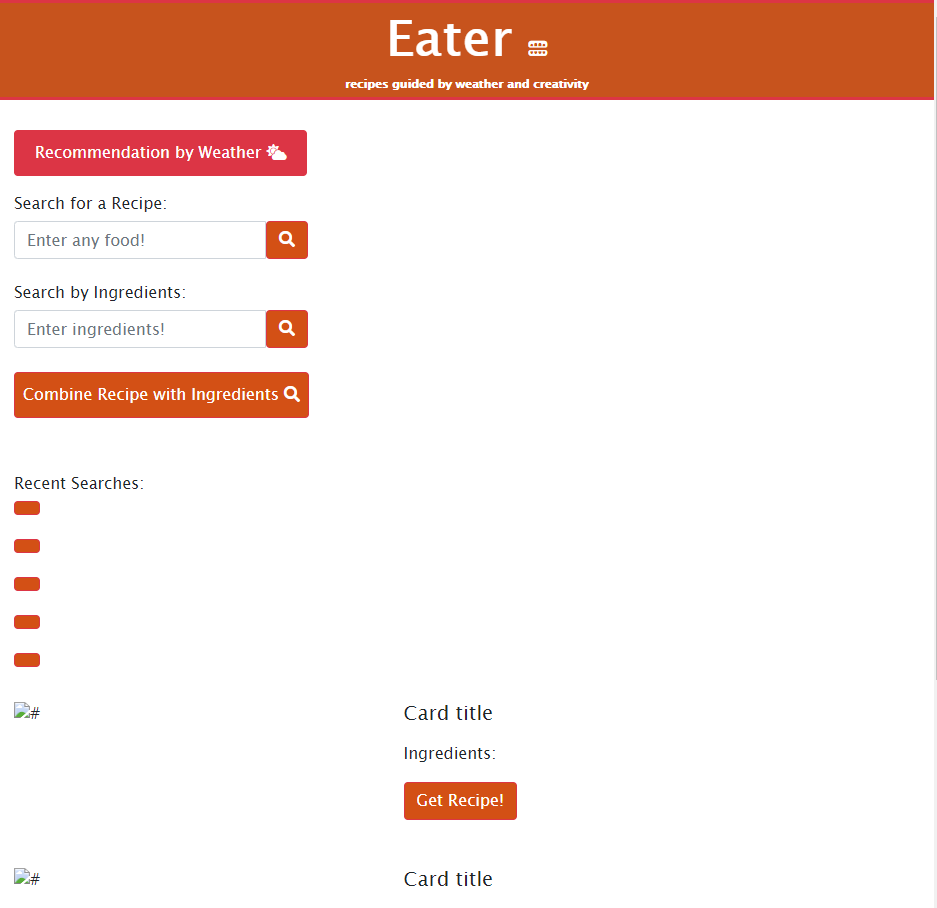 Eater
recipes guided by weather and creativity
Recommendation by Weather
Search for a Recipe:
Enter any food!
Search by Ingredients:
Enter ingredients!
Combine Recipe with Ingredients
Recent Searches:
#
Card title
Ingredients:
Get Recipe!
#
Card title